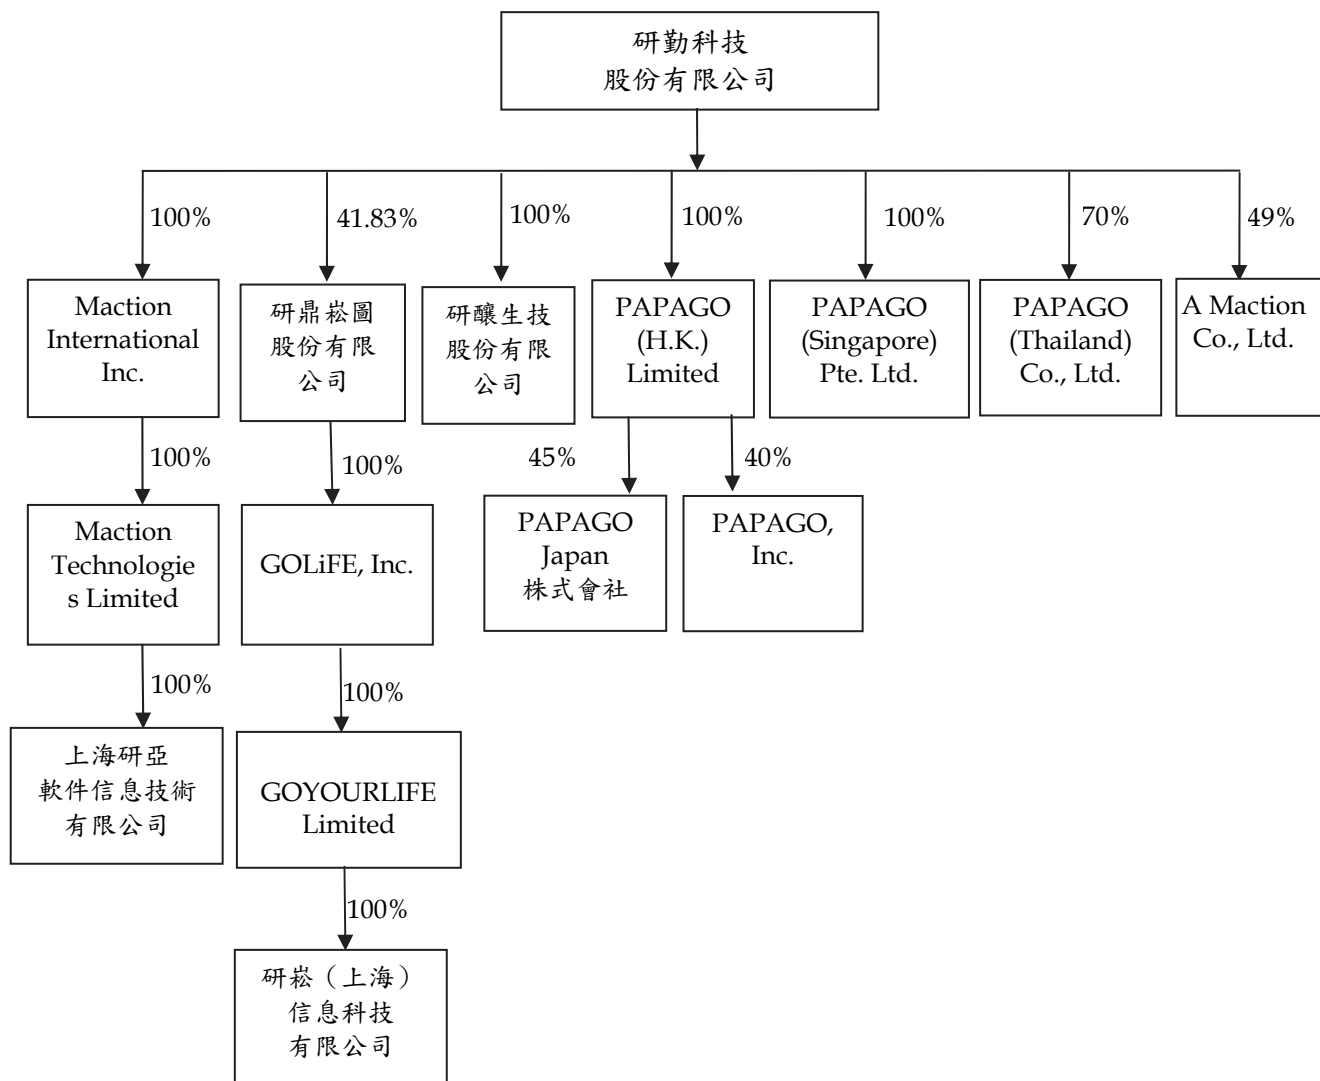 研勤科技
股份有限公司
100%
41.83%
100%
100%
100%
70%
49%
Maction
International
Inc.
研鼎崧圖
股份有限
公司
研釀生技
股份有限
公司
PAPAGO
(H.K.)
Limited
PAPAGO
(Singapore)
Pte. Ltd.
PAPAGO
(Thailand)
Co., Ltd.
A Maction
Co., Ltd.
100%
100%
45%
40%
Maction
Technologie
s Limited
GOLiFE, Inc.
PAPAGO
Japan
株式會社
PAPAGO,
Inc.
100%
100%
上海研亞
軟件信息技術
有限公司
GOYOURLIFE
Limited
100%
研崧（上海）
信息科技
有限公司